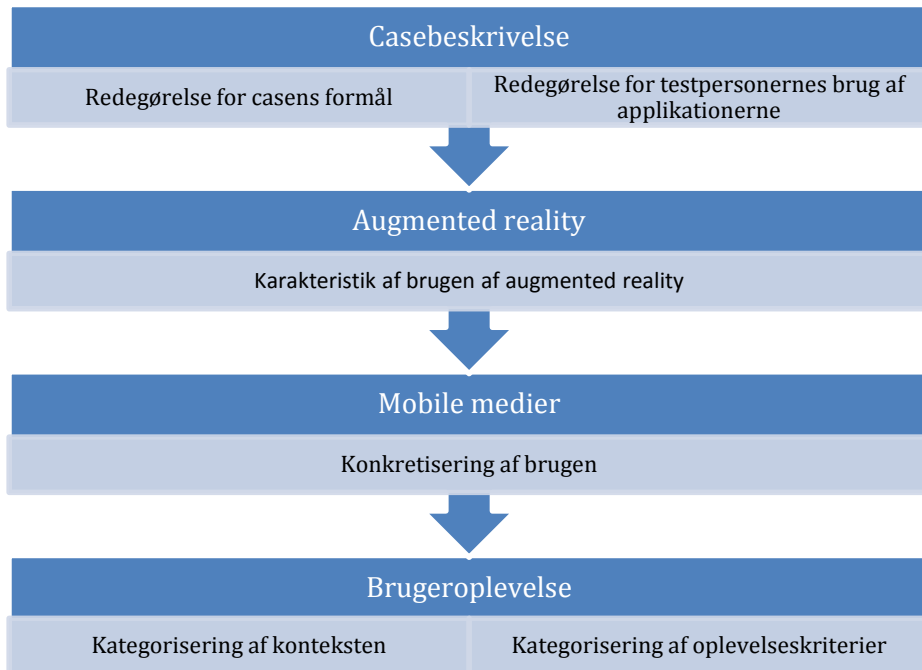 Casebeskrivelse
Redegørelse for casens formål
Redegørelse for testpersonernes brug af
applikationerne
Augmented reality
Karakteristik af brugen af augmented reality
Mobile medier
Konkretisering af brugen
Brugeroplevelse
Kategorisering af konteksten
Kategorisering af oplevelseskriterier